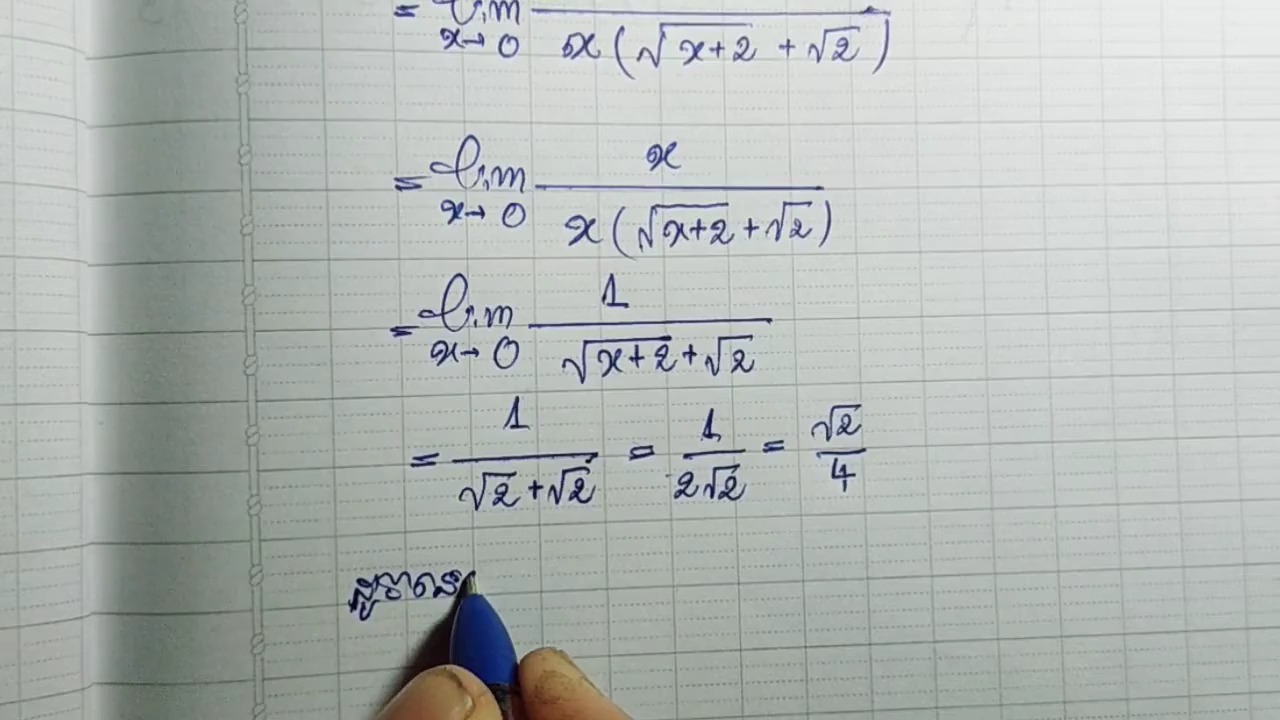 = lim x→0 / x(√x+2 + √2)
= lim x→0 x / x(√x+2 + √2)
= lim x→0 1 / √x+2 + √2
= 1 / √2 + √2 = 1 / 2√2 = √2 / 4